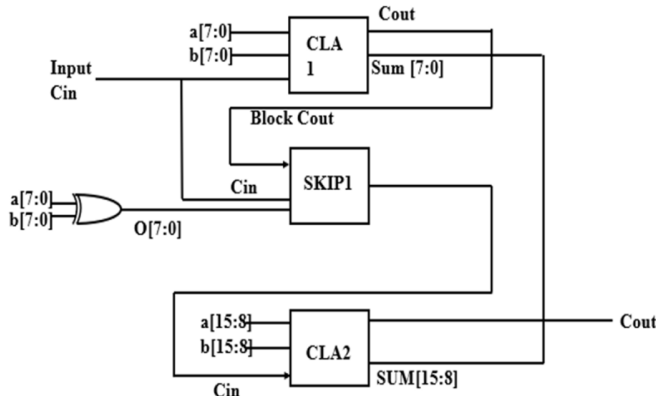 Cout
a[7:0]
b[7:0]
CLA
1
Input
Cin
Sum [7:0]
Block Cout
Cin
SKIP1
a[7:0]
b[7:0]
O[7:0]
a[15:8]
b[15:8]
CLA2
Cout
Cin
SUM[15:8]